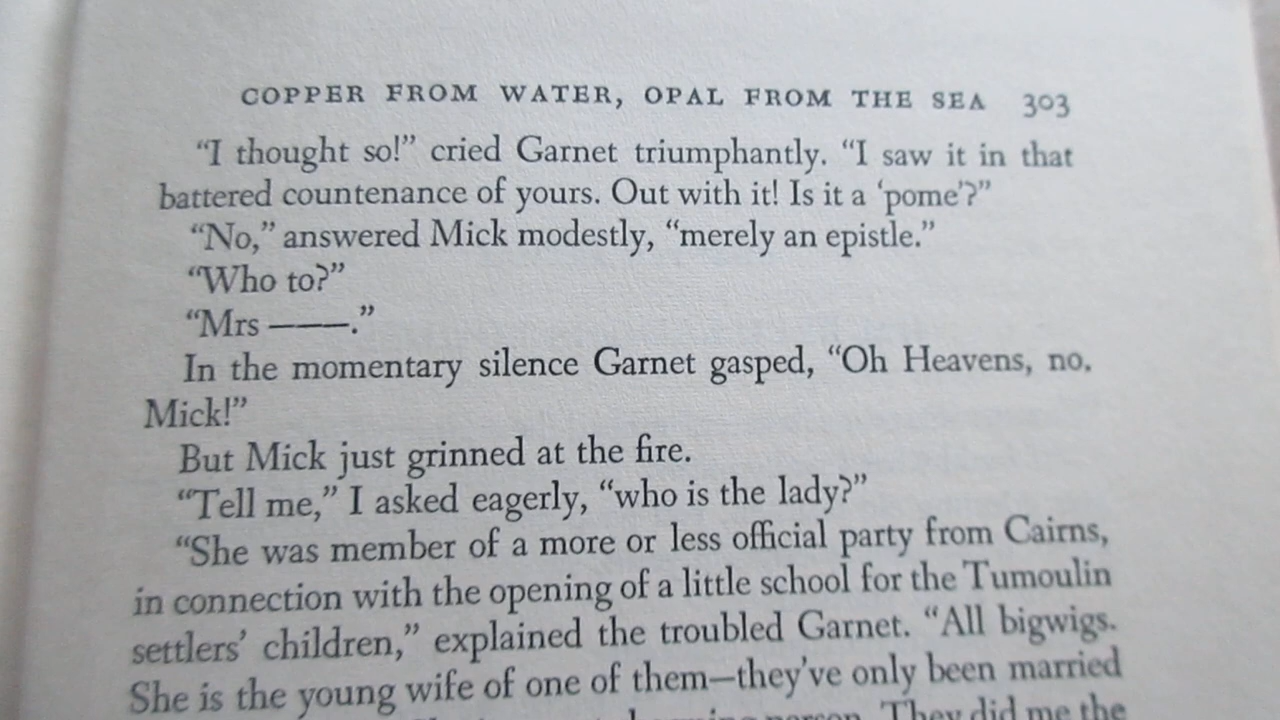 COPPER FROM WATER, OPAL FROM THE SEA 303
“I thought so!” cried Garnet triumphantly. “I saw it in that
battered countenance of yours. Out with it! Is it a ‘pome’?”
“No,” answered Mick modestly, “merely an epistle.”
“Who to?”
“Mrs ———.”
In the momentary silence Garnet gasped, “Oh Heavens, no,
Mick!”
But Mick just grinned at the fire.
“Tell me,” I asked eagerly, “who is the lady?”
“She was member of a more or less official party from Cairns,
in connection with the opening of a little school for the Tumoulin
settlers’ children,” explained the troubled Garnet. “All bigwigs.
She is the young wife of one of them—they’ve only been married
person. They did me the